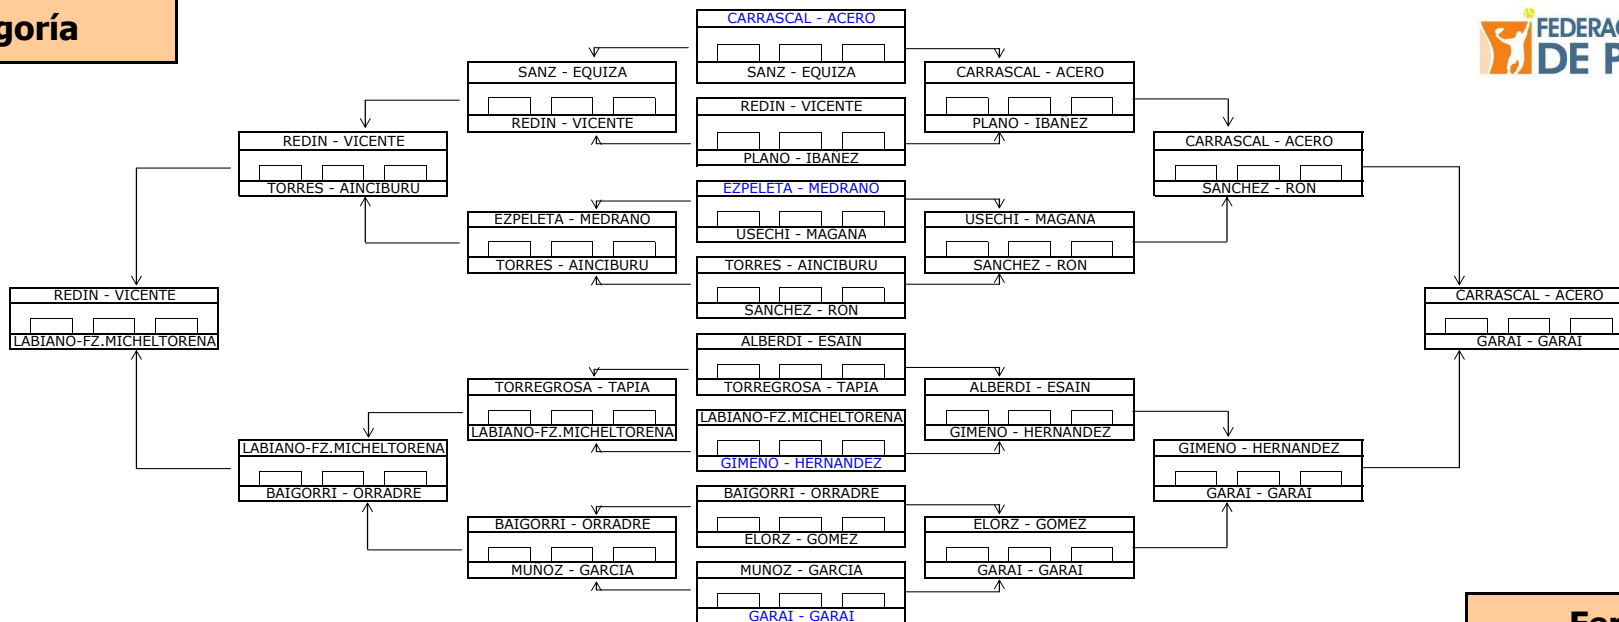 goría
FEDERAC
DE P
CARRASCAL - ACERO
SANZ - EQUIZA
REDIN - VICENTE
PLANO - IBAÑEZ
EZPELETA - MEDRANO
USECHI - MAGAÑA
TORRES - AINCIBURU
SANCHEZ - RON
ALBERDI - ESAIN
TORREGROSA - TAPIA
LABIANO-FZ.MICHELTORENA
GIMENO - HERNANDEZ
BAIGORRI - ORRADRE
ELORZ - GOMEZ
MUÑOZ - GARCIA
GARAI - GARAI
SANZ - EQUIZA
REDIN - VICENTE
EZPELETA - MEDRANO
TORRES - AINCIBURU
TORREGROSA - TAPIA
LABIANO-FZ.MICHELTORENA
BAIGORRI - ORRADRE
MUÑOZ - GARCIA
REDIN - VICENTE
TORRES - AINCIBURU
LABIANO-FZ.MICHELTORENA
BAIGORRI - ORRADRE
REDIN - VICENTE
LABIANO-FZ.MICHELTORENA
CARRASCAL - ACERO
PLANO - IBAÑEZ
USECHI - MAGAÑA
SANCHEZ - RON
ALBERDI - ESAIN
GIMENO - HERNANDEZ
ELORZ - GOMEZ
GARAI - GARAI
CARRASCAL - ACERO
SANCHEZ - RON
GIMENO - HERNANDEZ
GARAI - GARAI
CARRASCAL - ACERO
GARAI - GARAI